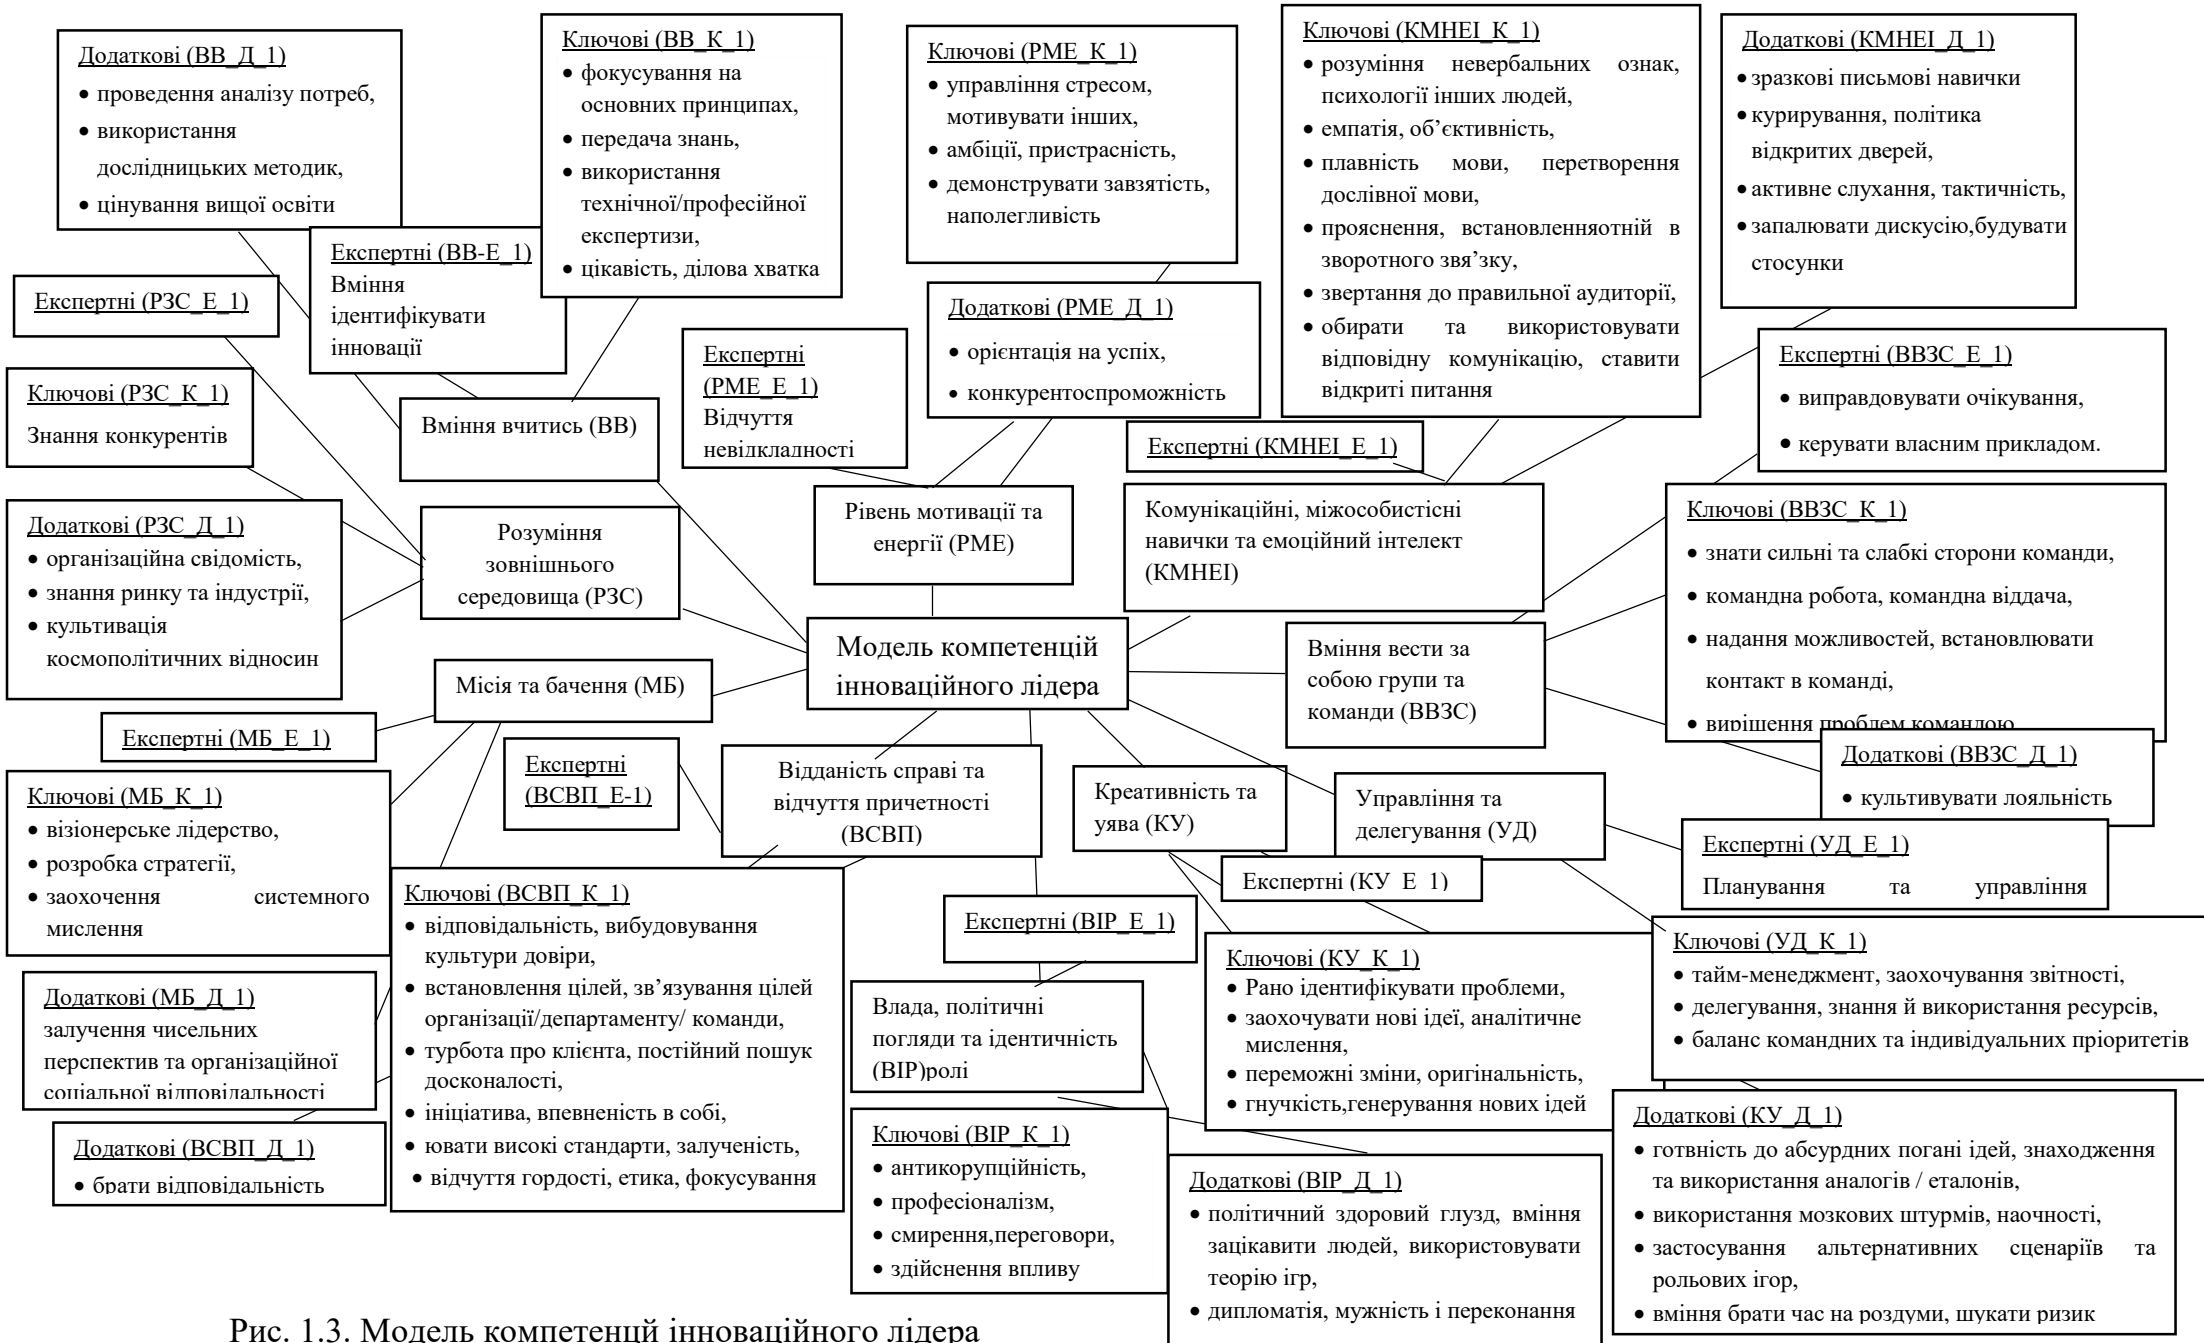 Додаткові (ВВ_Д_1)
• проведення аналізу потреб,
• використання
дослідницьких методик,
• цінування вищої освіти
Ключові (ВВ_К_1)
• фокусування на
основних принципах,
• передача знань,
• використання
технічної/професійної
експертизи,
• цікавість, ділова хватка
Ключові (РМЕ_К_1)
• управління стресом,
мотивувати інших,
• амбіції, пристрасність,
• демонструвати завзятість,
наполегливість
Ключові (КМНЕІ_К_1)
• розуміння невербальних ознак,
психології інших людей,
• емпатія, об’єктивність,
• плавність мови, перетворення
дослівної мови,
• прояснення, встановленняотній в
зворотного звя’зку,
• звертання до правильної аудиторії,
• обирати та використовувати
відповідну комунікацію, ставити
відкриті питання
Додаткові (КМНЕІ_Д_1)
• зразкові письмові навички
• курирування, політика
відкритих дверей,
• активне слухання, тактичність,
• запалювати дискусію,будувати
стосунки
Експертні (ВВ-Е_1)
Вміння
ідентифікувати
інновації
Експертні (РЗС_Е_1)
Ключові (РЗС_К_1)
Знання конкурентів
Вміння вчитись (ВВ)
Експертні
(РМЕ_Е_1)
Відчуття
невідкладності
Додаткові (РМЕ_Д_1)
• орієнтація на успіх,
• конкурентоспроможність
Експертні (КМНЕІ_Е_1)
Експертні (ВВЗС_Е_1)
• виправдовувати очікування,
• керувати власним прикладом.
Додаткові (РЗС_Д_1)
• організаційна свідомість,
• знання ринку та індустрії,
• культивація
космополітичних відносин
Розуміння
зовнішнього
середовища (РЗС)
Рівень мотивації та
енергії (РМЕ)
Комунікаційні, міжособистісні
навички та емоційний інтелект
(КМНЕІ)
Ключові (ВВЗС_К_1)
• знати сильні та слабкі сторони команди,
• командна робота, командна віддача,
• надання можливостей, встановлювати
контакт в команді,
• вирішення проблем командою
Місія та бачення (МБ)
Модель компетенцій
інноваційного лідера
Вміння вести за
собою групи та
команди (ВВЗС)
Експертні (МБ_Е_1)
Експертні
(ВСВП_Е-1)
Відданість справі та
відчуття причетності
(ВСВП)
Креативність та
уява (КУ)
Управління та
делегування (УД)
Додаткові (ВВЗС_Д_1)
• культивувати лояльність
Ключові (МБ_К_1)
• візіонерське лідерство,
• розробка стратегії,
• заохочення системного
мислення
Експертні (УД_Е_1)
Планування та управління
Експертні (КУ_Е_1)
Ключові (ВСВП_К_1)
• відповідальність, вибудовування
культури довіри,
• встановлення цілей, зв’язування цілей
організації/департаменту/ команди,
• турбота про клієнта, постійний пошук
досконалості,
• ініціатива, впевненість в собі,
• ювати високі стандарти, залученість,
• відчуття гордості, етика, фокусування
Експертні (ВІР_Е_1)
Ключові (КУ_К_1)
• Рано ідентифікувати проблеми,
• заохочувати нові ідеї, аналітичне
мислення,
• переможні зміни, оригінальність,
• гнучкість,генерування нових ідей
Ключові (УД_К_1)
• тайм-менеджмент, заохочування звітності,
• делегування, знання й використання ресурсів,
• баланс командних та індивідуальних пріоритетів
Додаткові (МБ_Д_1)
залучення чисельних
перспектив та організаційної
соціальної відповідальності
Влада, політичні
погляди та ідентичність
(ВІР)ролі
Додаткові (ВСВП_Д_1)
• брати відповідальність
Ключові (ВІР_К_1)
• антикорупційність,
• професіоналізм,
• смирення,переговори,
• здійснення впливу
Додаткові (ВІР_Д_1)
• політичний здоровий глузд, вміння
зацікавити людей, використовувати
теорію ігр,
• дипломатія, мужність і переконання
Додаткові (КУ_Д_1)
• готвність до абсурдних погані ідей, знаходження
та використання аналогів / еталонів,
• використання мозкових штурмів, наочності,
• застосування альтернативних сценаріїв та
рольових ігор,
• вміння брати час на роздуми, шукати ризик
Рис. 1.3. Модель компетенцй інноваційного лідера